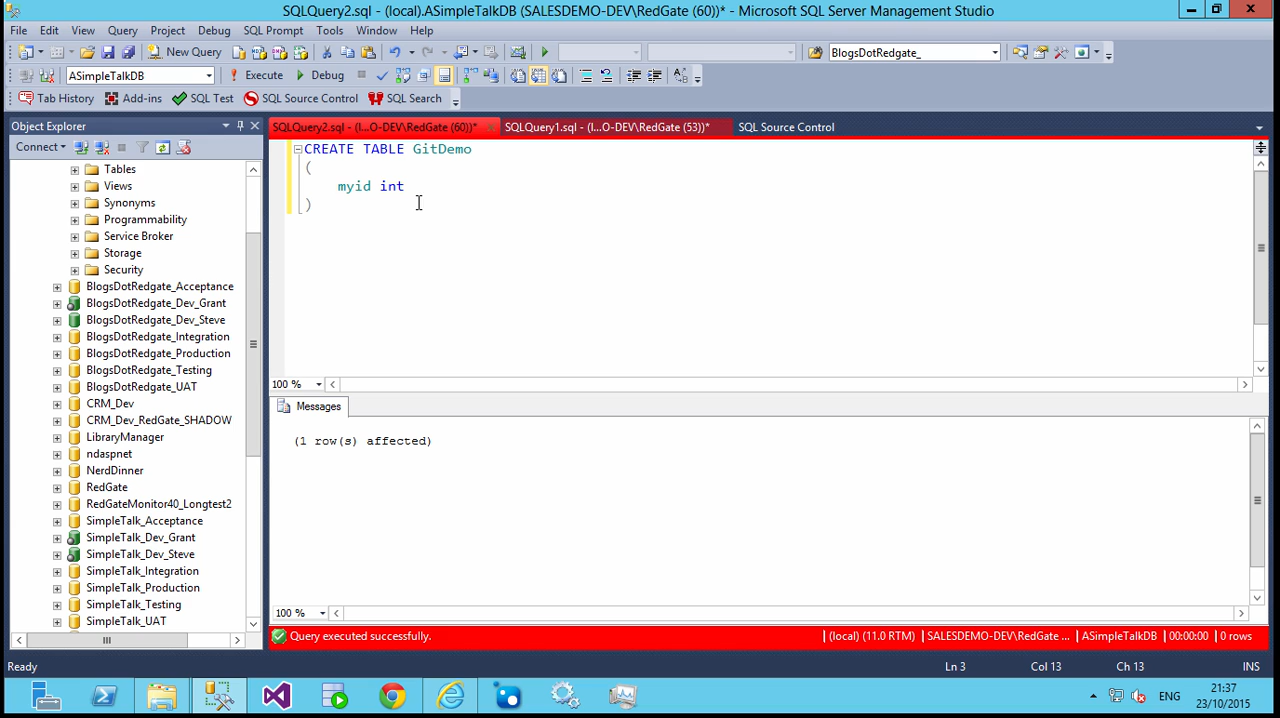 SQLQuery2.sql - (local).ASimpleTalkDB (SALESDEMO-DEV\RedGate (60))* - Microsoft SQL Server Management Studio
File Edit View Query Project Debug SQL Prompt Tools Window Help
New Query BlogsDotRedgate_
ASimpleTalkDB Execute Debug
Tab History Add-ins SQL Test SQL Source Control SQL Search
Object Explorer
SQLQuery2.sql - (l...O-DEV\RedGate (60))* SQLQuery1.sql - (l...O-DEV\RedGate (53))* SQL Source Control
Connect
Tables
Views
Synonyms
Programmability
Service Broker
Storage
Security
BlogsDotRedgate_Acceptance
BlogsDotRedgate_Dev_Grant
BlogsDotRedgate_Dev_Steve
BlogsDotRedgate_Integration
BlogsDotRedgate_Production
BlogsDotRedgate_Testing
BlogsDotRedgate_UAT
CRM_Dev
CRM_Dev_RedGate_SHADOW
LibraryManager
ndaspnet
NerdDinner
RedGate
RedGateMonitor40_Longtest2
SimpleTalk_Acceptance
SimpleTalk_Dev_Grant
SimpleTalk_Dev_Steve
SimpleTalk_Integration
SimpleTalk_Production
SimpleTalk_Testing
SimpleTalk_UAT
CREATE TABLE GitDemo
(
myid int
)
100 %
Messages
(1 row(s) affected)
100 %
Query executed successfully. (local) (11.0 RTM) SALESDEMO-DEV\RedGate ... ASimpleTalkDB 00:00:00 0 rows
Ready Ln 3 Col 13 Ch 13 INS
ENG
21:37
23/10/2015